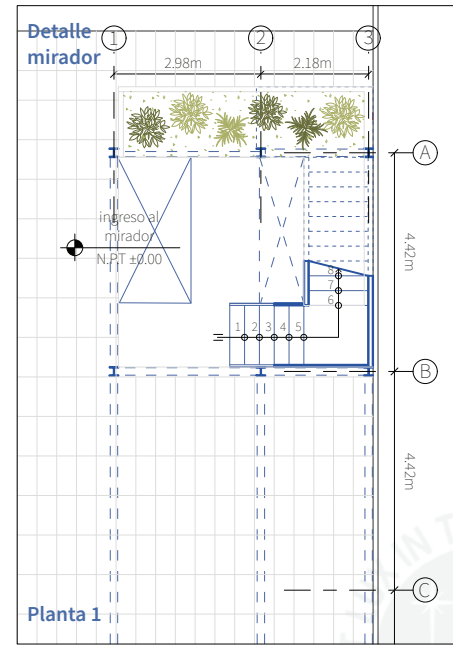 Detalle
mirador
1
2
3
2.98m
2.18m
A
4.42m
ingreso al
mirador
N.PT ±0.00
8
7
6
1 2 3 4 5
B
4.42m
C
Planta 1